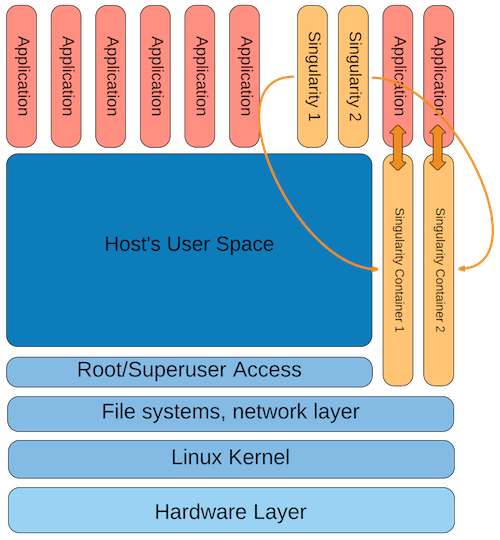 Application
Application
Application
Application
Application
Application
Singularity 1
Singularity 2
Application
Application
Host's User Space
Singularity Container 1
Singularity Container 2
Root/Superuser Access
File systems, network layer
Linux Kernel
Hardware Layer